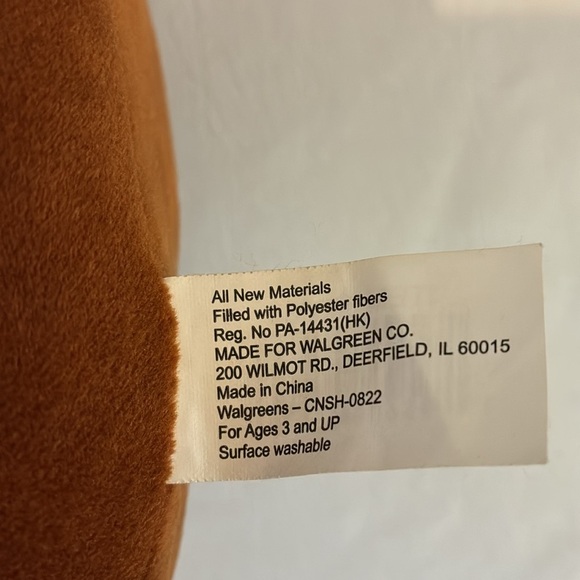 All New Materials
Filled with Polyester fibers
Reg. No PA-14431(HK)
MADE FOR WALGREEN CO.
200 WILMOT RD., DEERFIELD, IL 60015
Made in China
Walgreens – CNSH-0822
For Ages 3 and UP
Surface washable